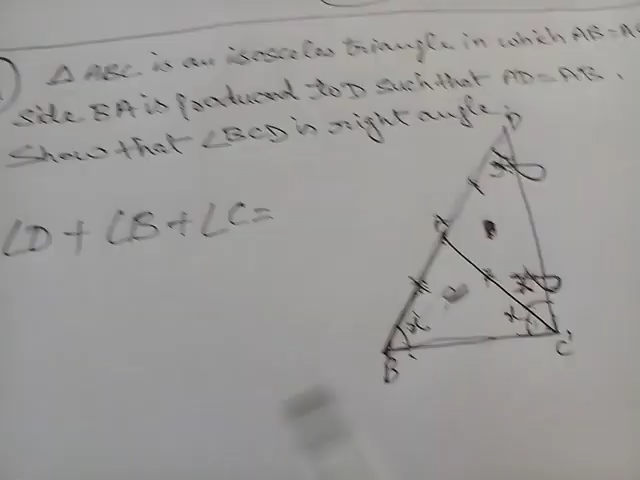 △ ABC is an isosceles triangle in which AB = A
side BA is produced to D such that AD = AB.
Show that ∠BCD is right angle.
D
∠D + ∠B + ∠C =
A
x
x
B
C